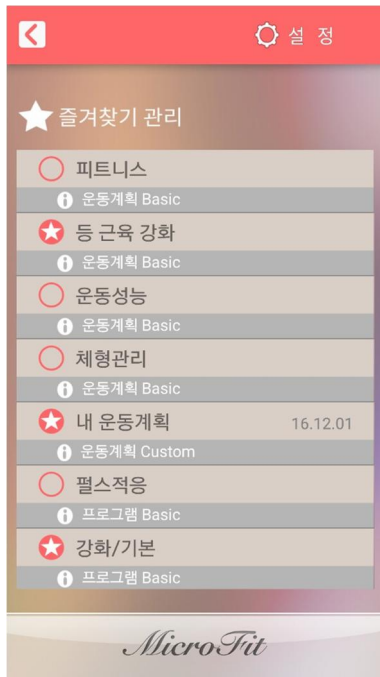 설 정
즐겨찾기 관리
피트니스
운동계획 Basic
등 근육 강화
운동계획 Basic
운동성능
운동계획 Basic
체형관리
운동계획 Basic
내 운동계획 16.12.01
운동계획 Custom
펄스적응
프로그램 Basic
강화/기본
프로그램 Basic
MicroFit